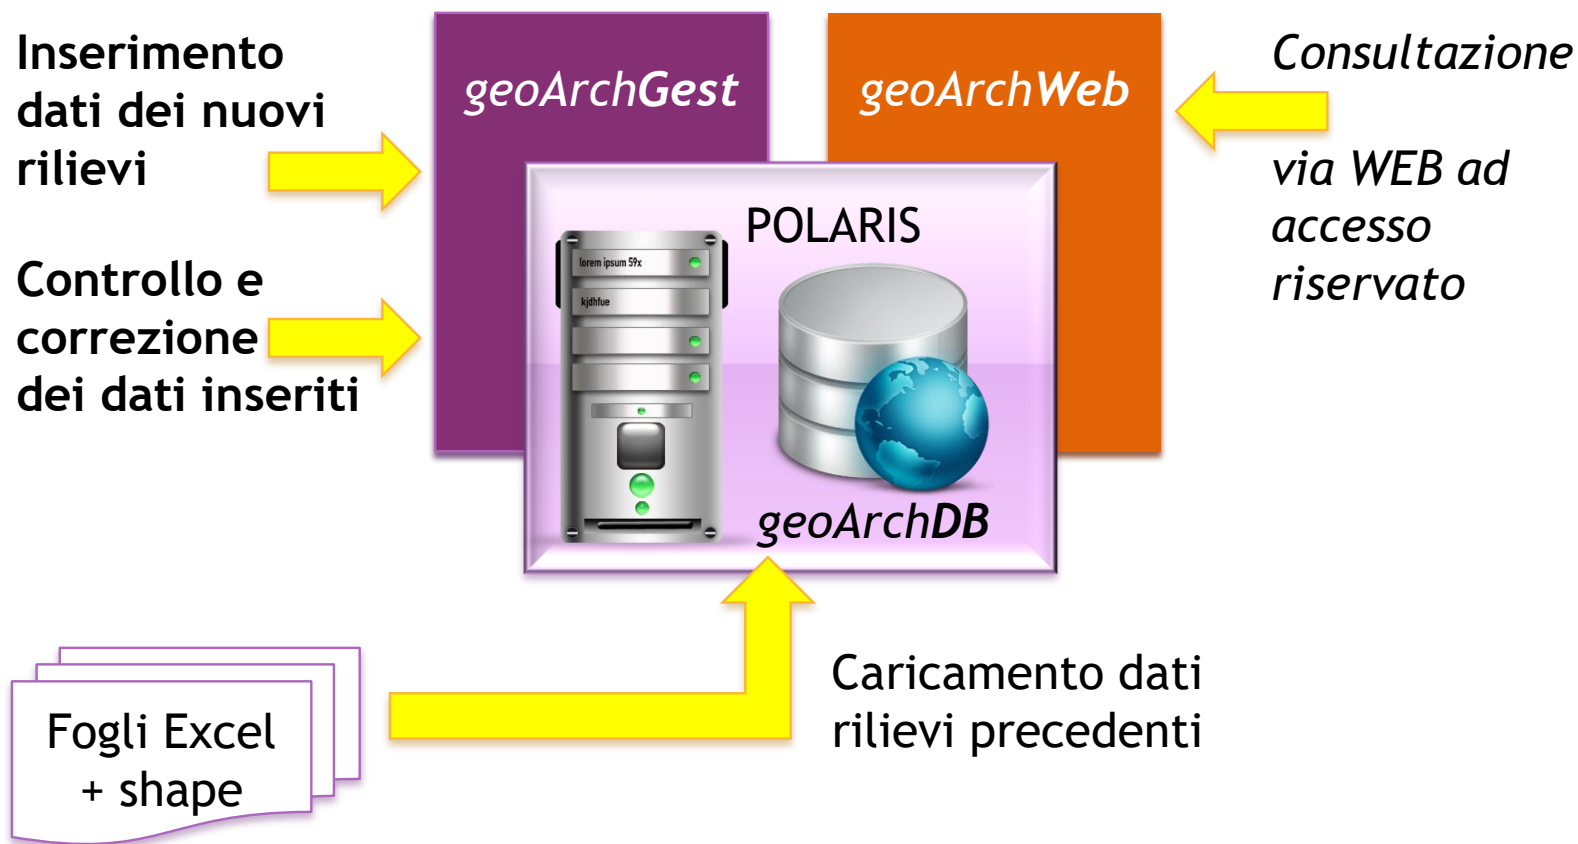 Inserimento
dati dei nuovi
rilievi
Controllo e
correzione
dei dati inseriti
geoArchGest
geoArchWeb
Consultazione
via WEB ad
accesso
riservato
POLARIS
lorem ipsum 59x
kjdhfue
geoArchDB
Fogli Excel
+ shape
Caricamento dati
rilievi precedenti